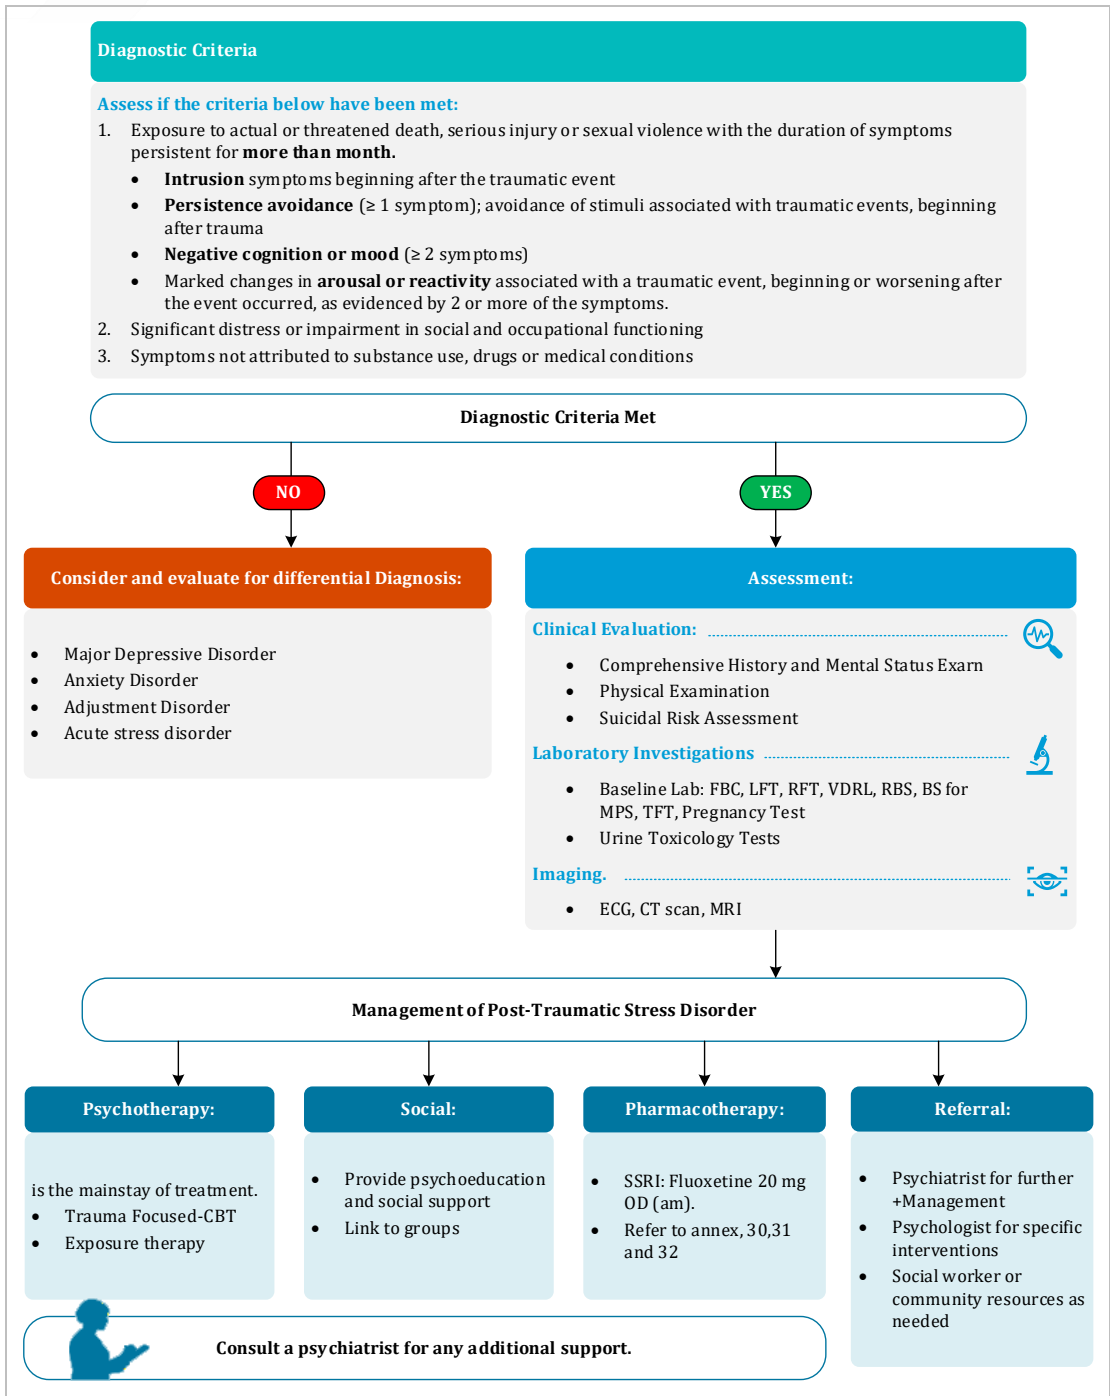 Diagnostic Criteria
Assess if the criteria below have been met:
1. Exposure to actual or threatened death, serious injury or sexual violence with the duration of symptoms
persistent for more than month.
• Intrusion symptoms beginning after the traumatic event
• Persistence avoidance (≥ 1 symptom); avoidance of stimuli associated with traumatic events, beginning
after trauma
• Negative cognition or mood (≥ 2 symptoms)
• Marked changes in arousal or reactivity associated with a traumatic event, beginning or worsening after
the event occurred, as evidenced by 2 or more of the symptoms.
2. Significant distress or impairment in social and occupational functioning
3. Symptoms not attributed to substance use, drugs or medical conditions
Diagnostic Criteria Met
NO
YES
Consider and evaluate for differential Diagnosis:
• Major Depressive Disorder
• Anxiety Disorder
• Adjustment Disorder
• Acute stress disorder
Assessment:
Clinical Evaluation:
• Comprehensive History and Mental Status Exarn
• Physical Examination
• Suicidal Risk Assessment
Laboratory Investigations
• Baseline Lab: FBC, LFT, RFT, VDRL, RBS, BS for
MPS, TFT, Pregnancy Test
• Urine Toxicology Tests
Imaging.
• ECG, CT scan, MRI
Management of Post-Traumatic Stress Disorder
Psychotherapy:
is the mainstay of treatment.
• Trauma Focused-CBT
• Exposure therapy
Social:
• Provide psychoeducation
and social support
• Link to groups
Pharmacotherapy:
• SSRI: Fluoxetine 20 mg
OD (am).
• Refer to annex, 30,31
and 32
Referral:
• Psychiatrist for further
+Management
• Psychologist for specific
interventions
• Social worker or
community resources as
needed
Consult a psychiatrist for any additional support.